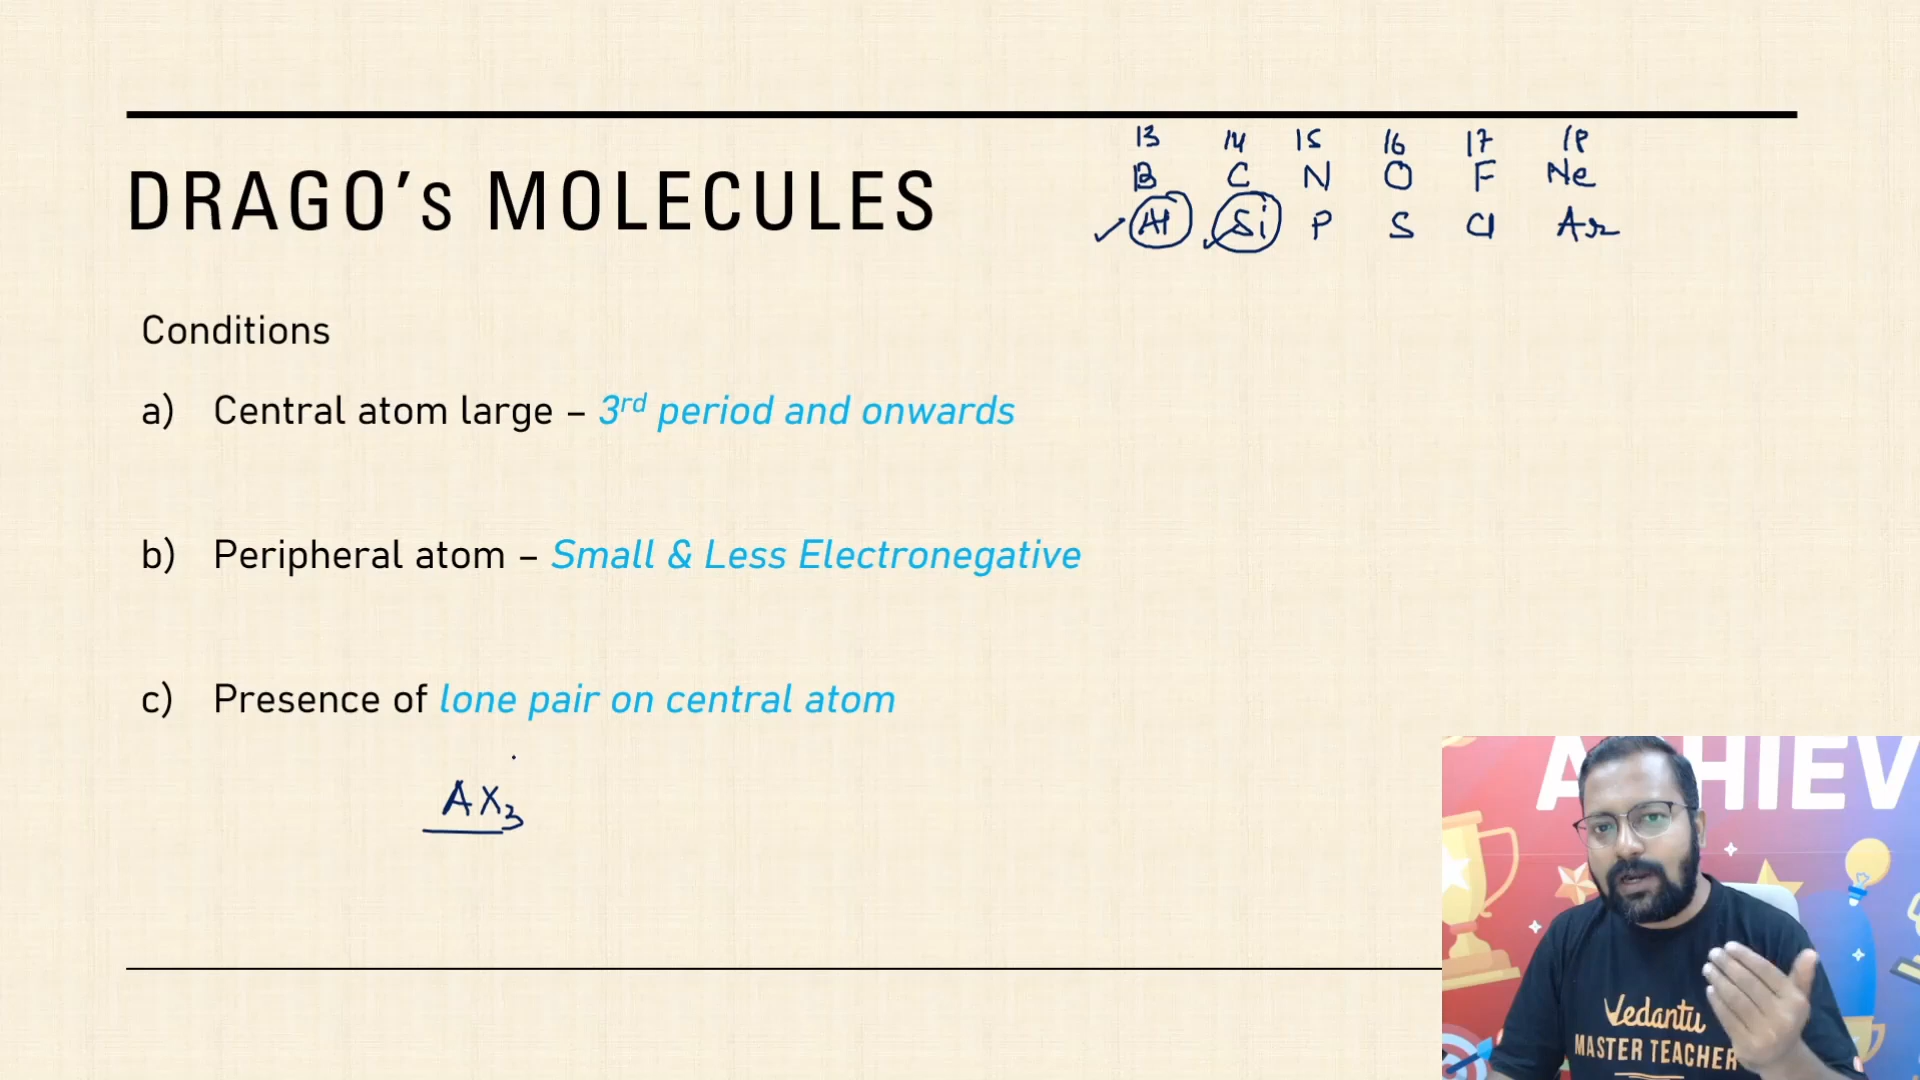 DRAGO's MOLECULES
13 14 15 16 17 18
B C N O F Ne
Al Si P S Cl Ar
Conditions
a) Central atom large – 3rd period and onwards
b) Peripheral atom – Small & Less Electronegative
c) Presence of lone pair on central atom
AX3
ACHIEV
Vedantu
MASTER TEACHER